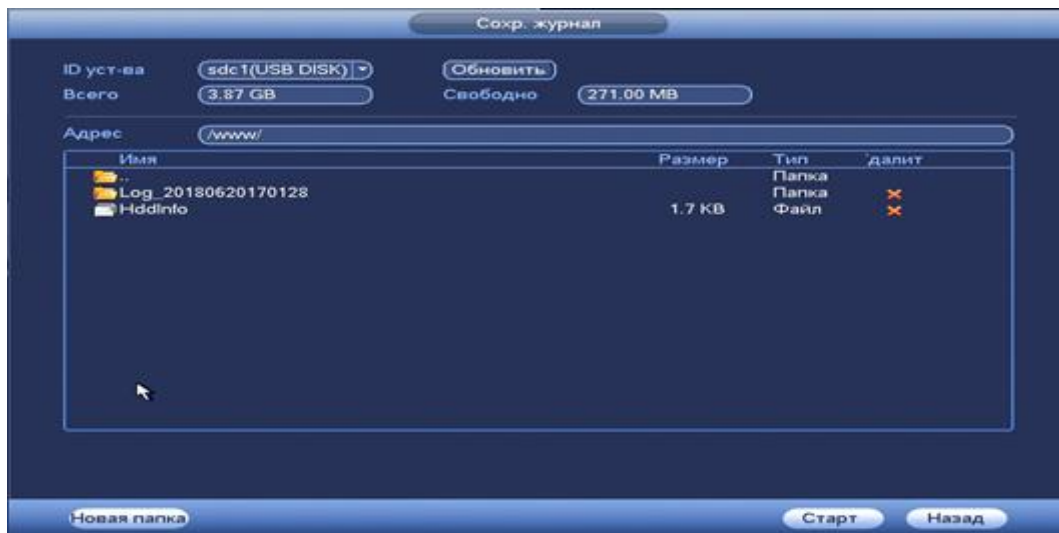 Сохр. журнал
ID уст-ва sdc1(USB DISK) Обновить
Всего 3.87 GB Свободно 271.00 MB
Адрес /www/
Имя Размер Тип далит
.. Папка
Log_20180620170128 Папка
HddInfo 1.7 KB Файл
Новая папка Старт Назад